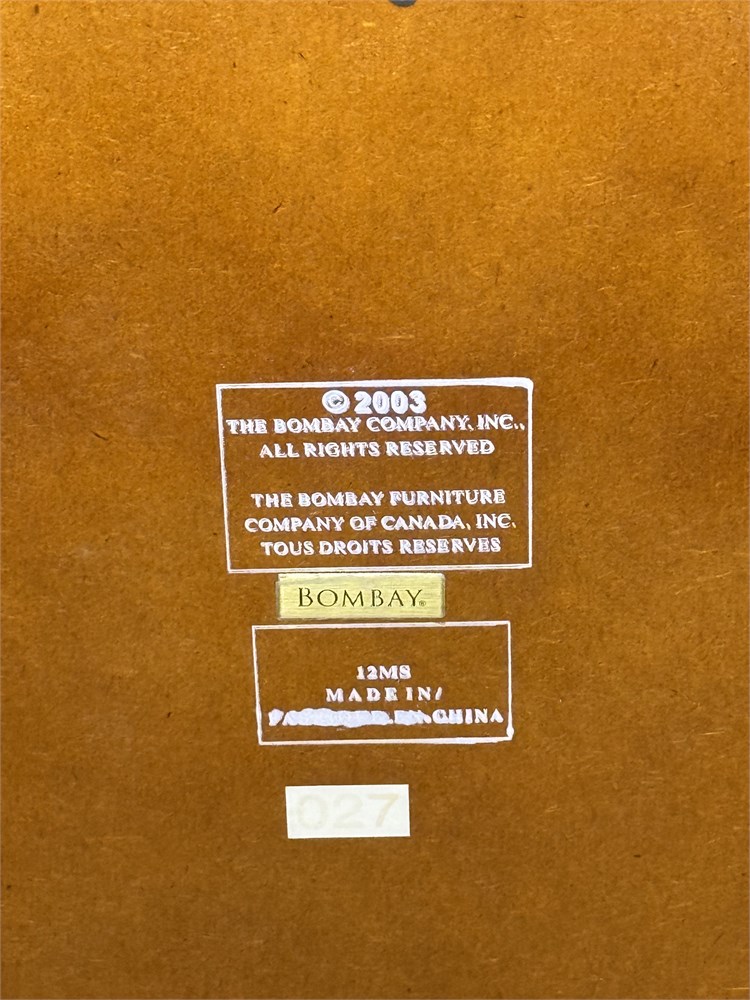 © 2003
THE BOMBAY COMPANY, INC.,
ALL RIGHTS RESERVED
THE BOMBAY FURNITURE
COMPANY OF CANADA, INC.
TOUS DROITS RESERVES
BOMBAY®
12MS
MADE IN/
CHINA
027